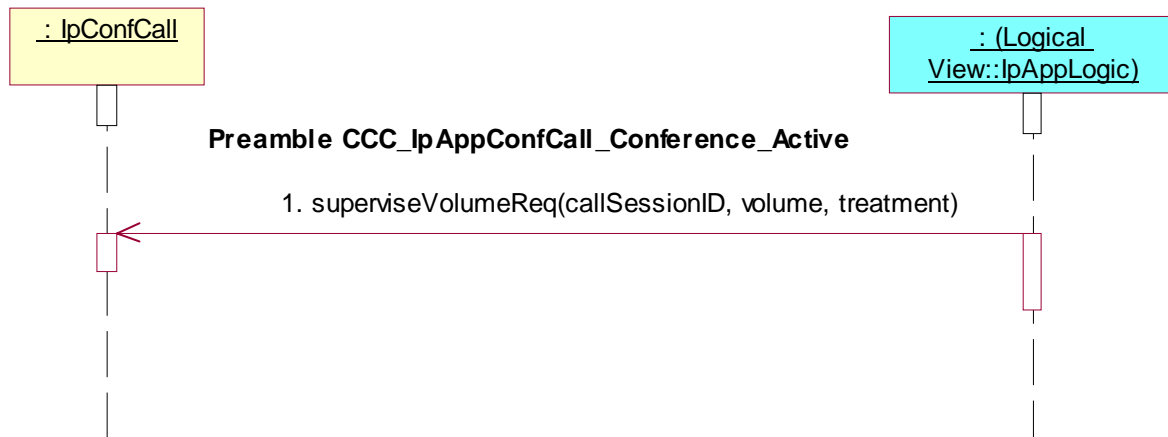 : IpConfCall
: (Logical
View::IpAppLogic)
Preamble CCC_IpAppConfCall_Conference_Active
1. superviseVolumeReq(callSessionID, volume, treatment)